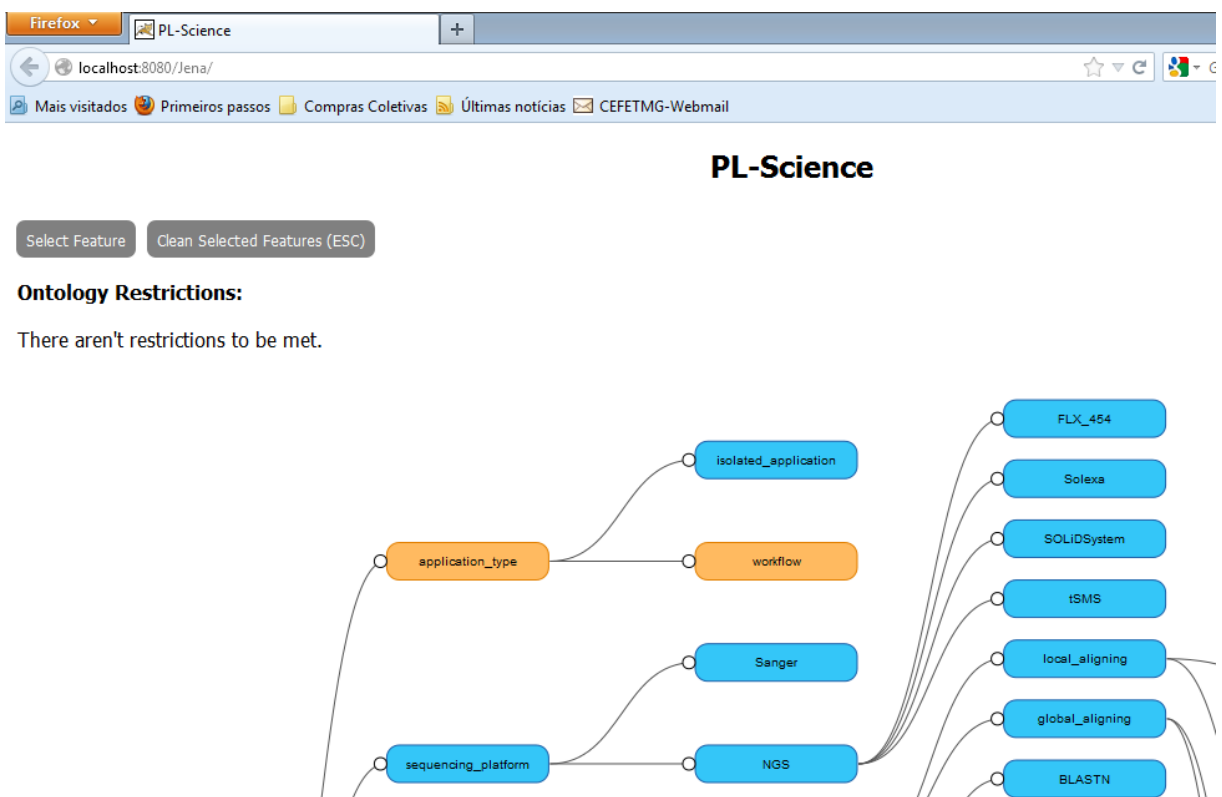 Firefox
PL-Science
localhost:8080/Jena/
G
Mais visitados Primeiros passos Compras Coletivas Últimas notícias CEFETMG-Webmail
PL-Science
Select Feature Clean Selected Features (ESC)
Ontology Restrictions:
There aren't restrictions to be met.
FLX_454
isolated_application
Solexa
SOLiDSystem
application_type
workflow
tSMS
Sanger
local_aligning
global_aligning
sequencing_platform
NGS
BLASTN